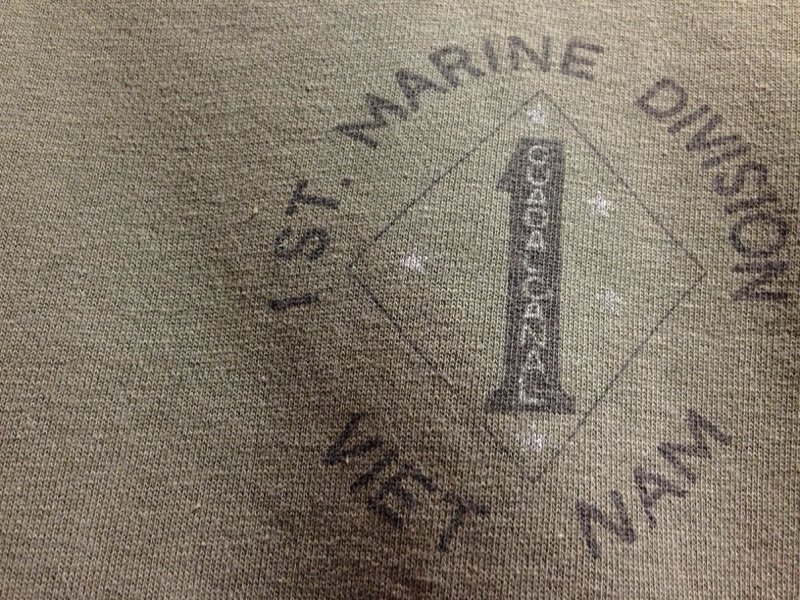 1ST. MARINE DIVISION
1
GUADALCANAL
VIET NAM